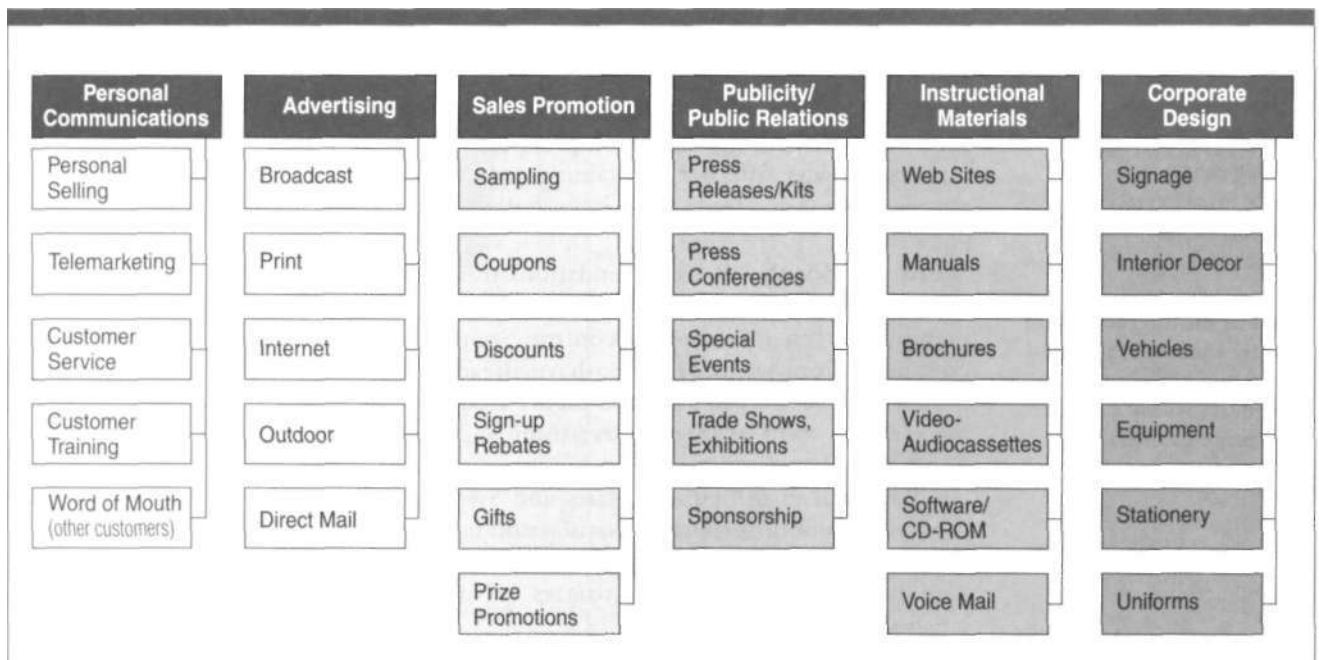 Personal
Communications
Personal
Selling
Telemarketing
Customer
Service
Customer
Training
Word of Mouth
(other customers)
Advertising
Broadcast
Print
Internet
Outdoor
Direct Mail
Sales Promotion
Sampling
Coupons
Discounts
Sign-up
Rebates
Gifts
Prize
Promotions
Publicity/
Public Relations
Press
Releases/Kits
Press
Conferences
Special
Events
Trade Shows,
Exhibitions
Sponsorship
Instructional
Materials
Web Sites
Manuals
Brochures
Video-
Audiocassettes
Software/
CD-ROM
Voice Mail
Corporate
Design
Signage
Interior Decor
Vehicles
Equipment
Stationery
Uniforms